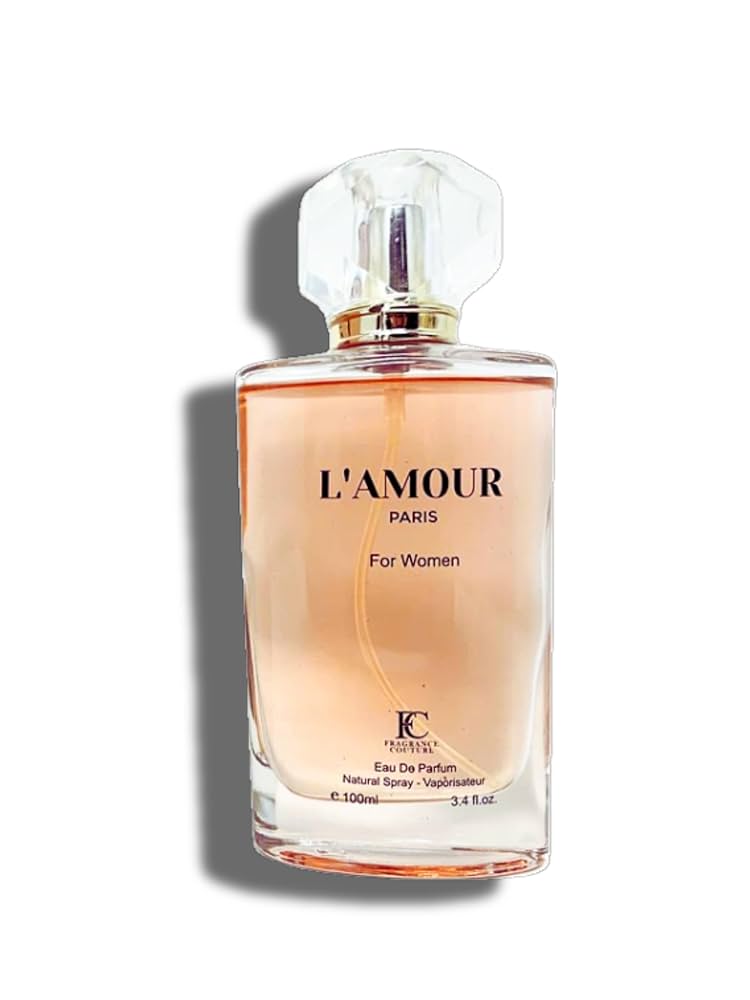 L'AMOUR
PARIS
For Women
FC
FRAGRANCE
COUTURE
Eau De Parfum
Natural Spray - Vaporisateur
e 100ml 3.4 fl.oz.